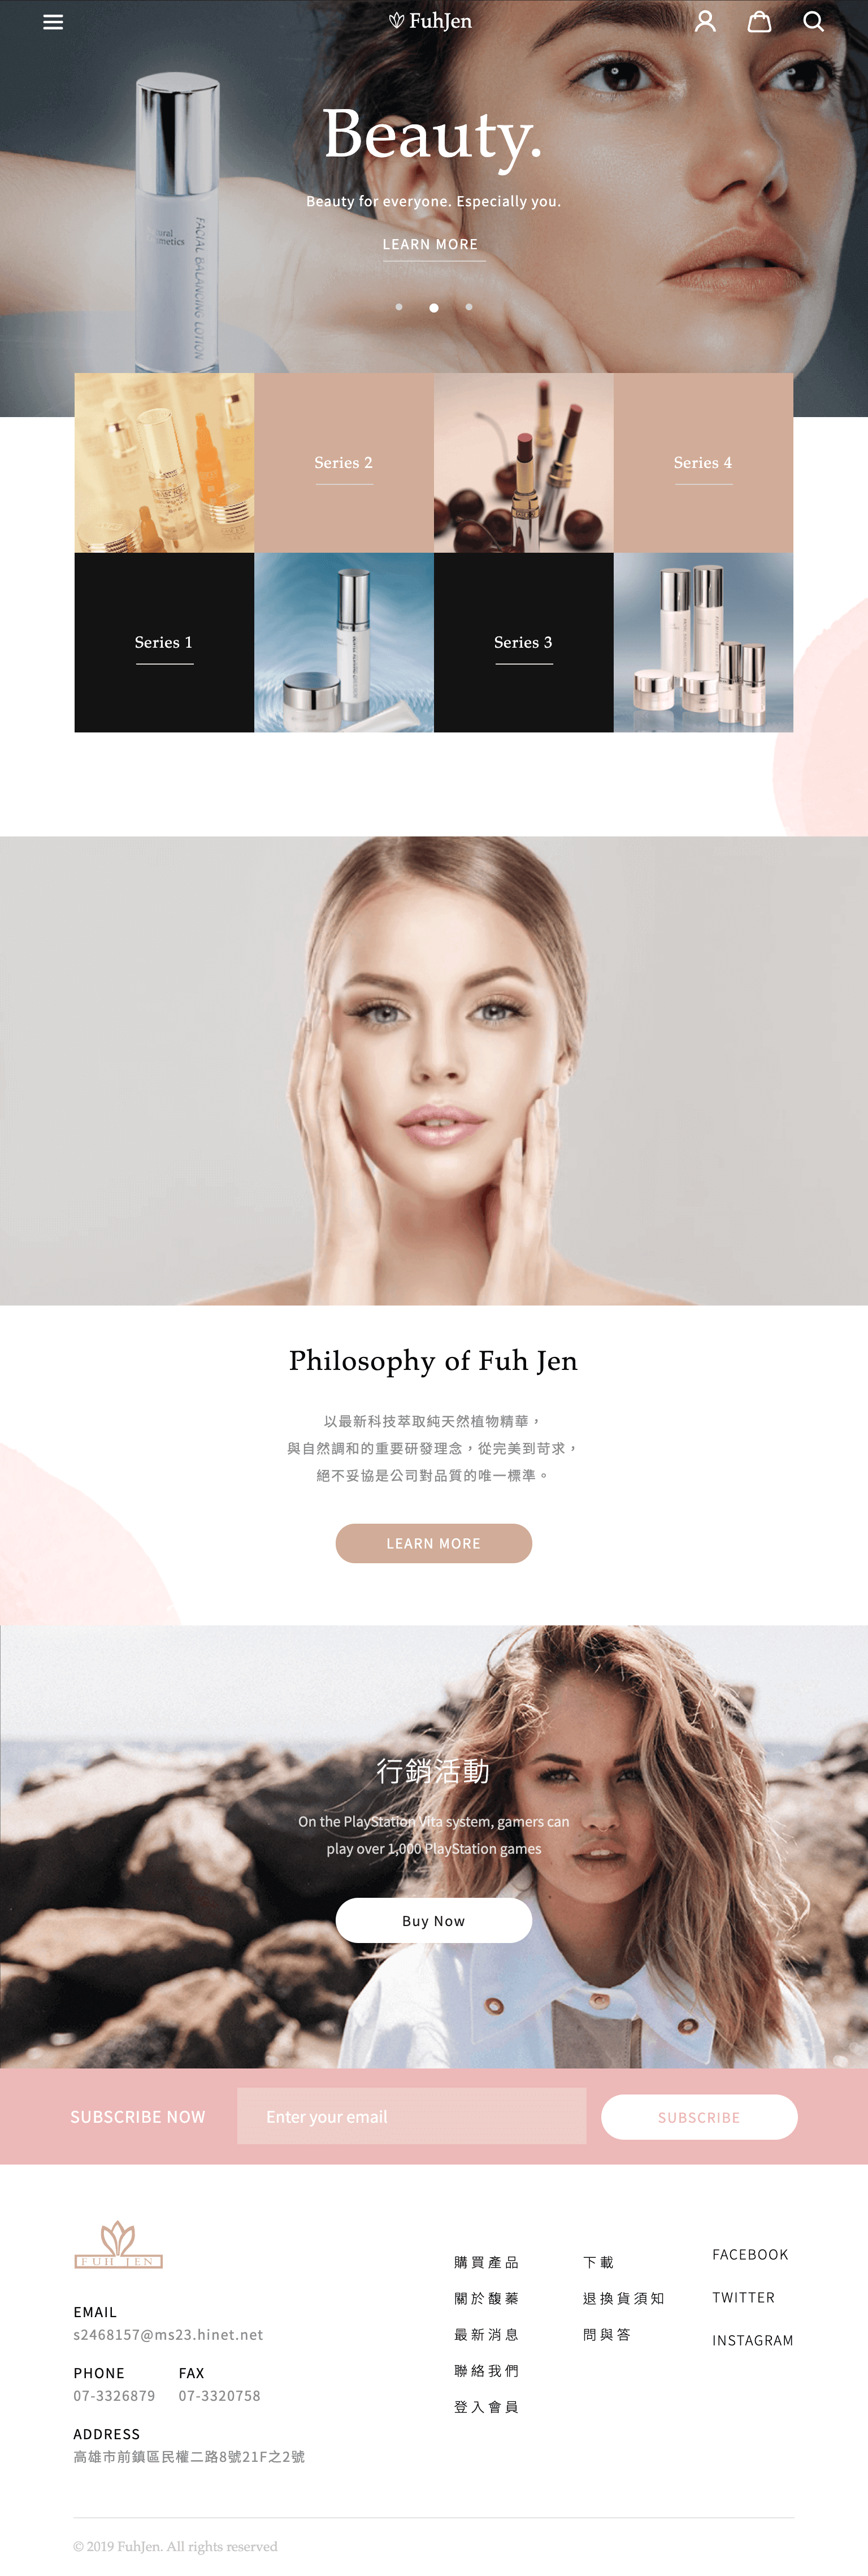 FuhJen
Beauty.
Beauty for everyone. Especially you.
LEARN MORE
FACIAL BALANCING LOTION
Series 2
Series 4
Series 1
Series 3
Philosophy of Fuh Jen
以最新科技萃取純天然植物精華，
與自然調和的重要研發理念，從完美到苛求，
絕不妥協是公司對品質的唯一標準。
LEARN MORE
行銷活動
On the PlayStation Vita system, gamers can
play over 1,000 PlayStation games
Buy Now
SUBSCRIBE NOW
Enter your email
SUBSCRIBE
FUH JEN
EMAIL
s2468157@ms23.hinet.net
PHONE
07-3326879
FAX
07-3320758
ADDRESS
高雄市前鎮區民權二路8號21F之2號
購買產品
關於馥蓁
最新消息
聯絡我們
登入會員
下載
退換貨須知
問與答
FACEBOOK
TWITTER
INSTAGRAM
© 2019 FuhJen. All rights reserved